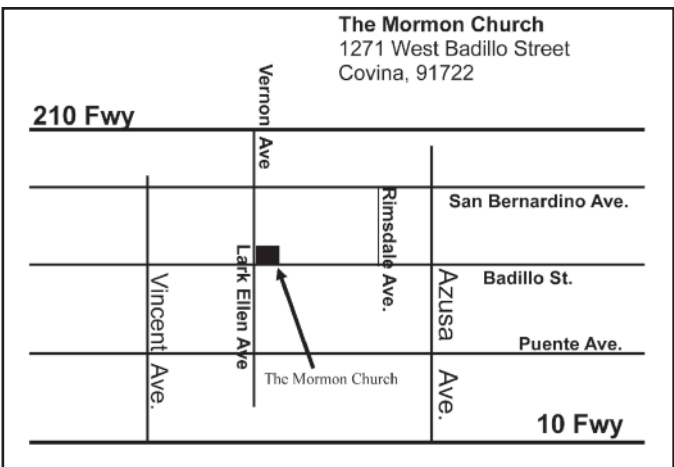 The Mormon Church
1271 West Badillo Street
Covina, 91722
Vernon Ave
210 Fwy
San Bernardino Ave.
Rimsdale Ave.
Lark Ellen Ave
Badillo St.
Vincent Ave.
Azusa Ave.
Puente Ave.
The Mormon Church
10 Fwy